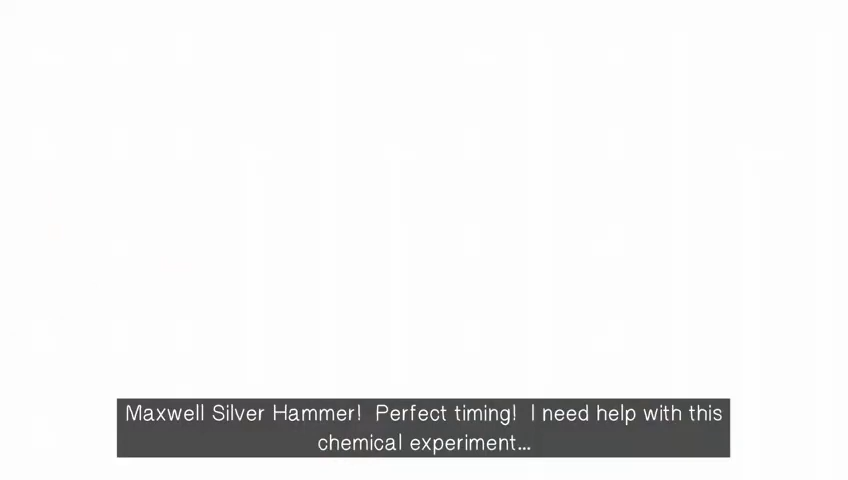 Maxwell Silver Hammer!  Perfect timing!  I need help with this
chemical experiment...